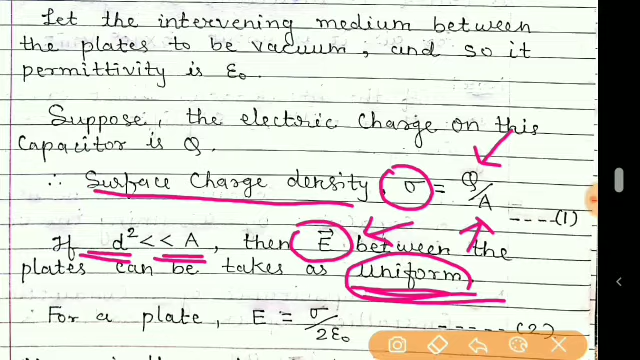 Let the intervening medium between
the plates to be vacuum, and so it
permittivity is ε₀.
Suppose, the electric charge on this
capacitor is Q.
∴ Surface charge density, σ = Q/A ----(1)
If d² << A, then E⃗ between the
plates can be takes as uniform.
∴ For a plate, E = σ/2ε₀ -----(2)